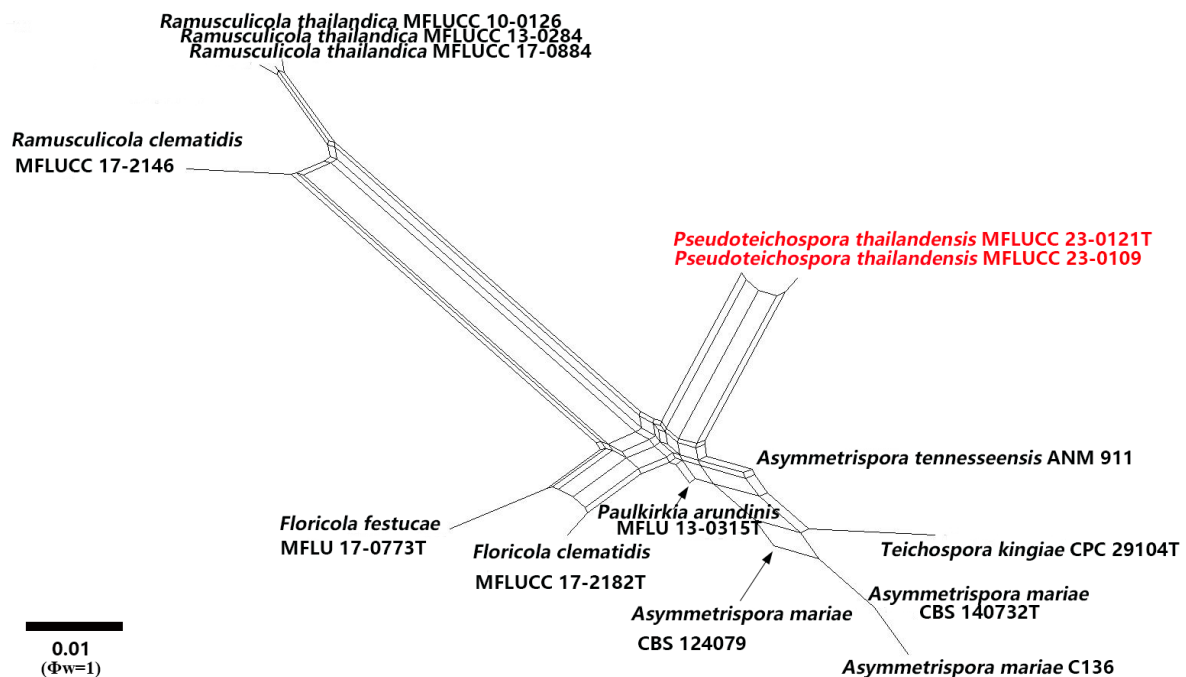 Ramusculicola thailandica MFLUCC 10-0126
Ramusculicola thailandica MFLUCC 13-0284
Ramusculicola thailandica MFLUCC 17-0884
Ramusculicola clematidis
MFLUCC 17-2146
Pseudoteichospora thailandensis MFLUCC 23-0121T
Pseudoteichospora thailandensis MFLUCC 23-0109
Asymmetrispora tennesseensis ANM 911
Paulkirkia arundinis
MFLU 13-0315T
Floricola festucae
MFLU 17-0773T
Floricola clematidis
MFLUCC 17-2182T
Teichospora kingiae CPC 29104T
Asymmetrispora mariae
CBS 140732T
Asymmetrispora mariae
CBS 124079
Asymmetrispora mariae C136
0.01
(Φw=1)